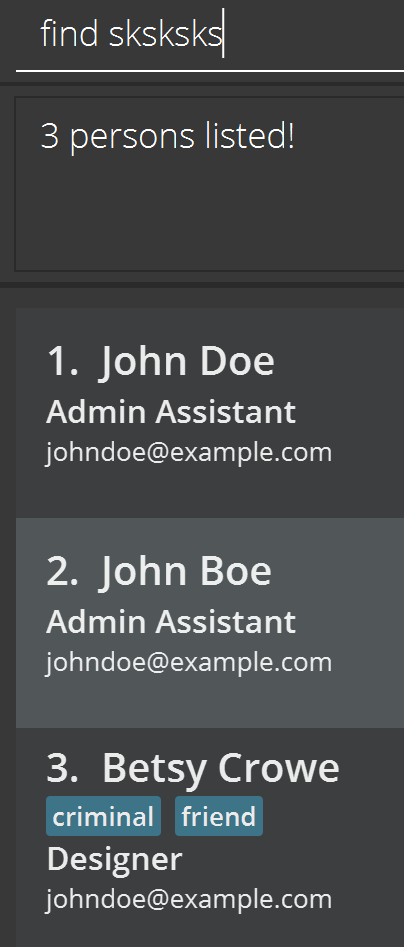 find sksksks
3 persons listed!
1. John Doe
Admin Assistant
johndoe@example.com
2. John Boe
Admin Assistant
johndoe@example.com
3. Betsy Crowe
criminal friend
Designer
johndoe@example.com